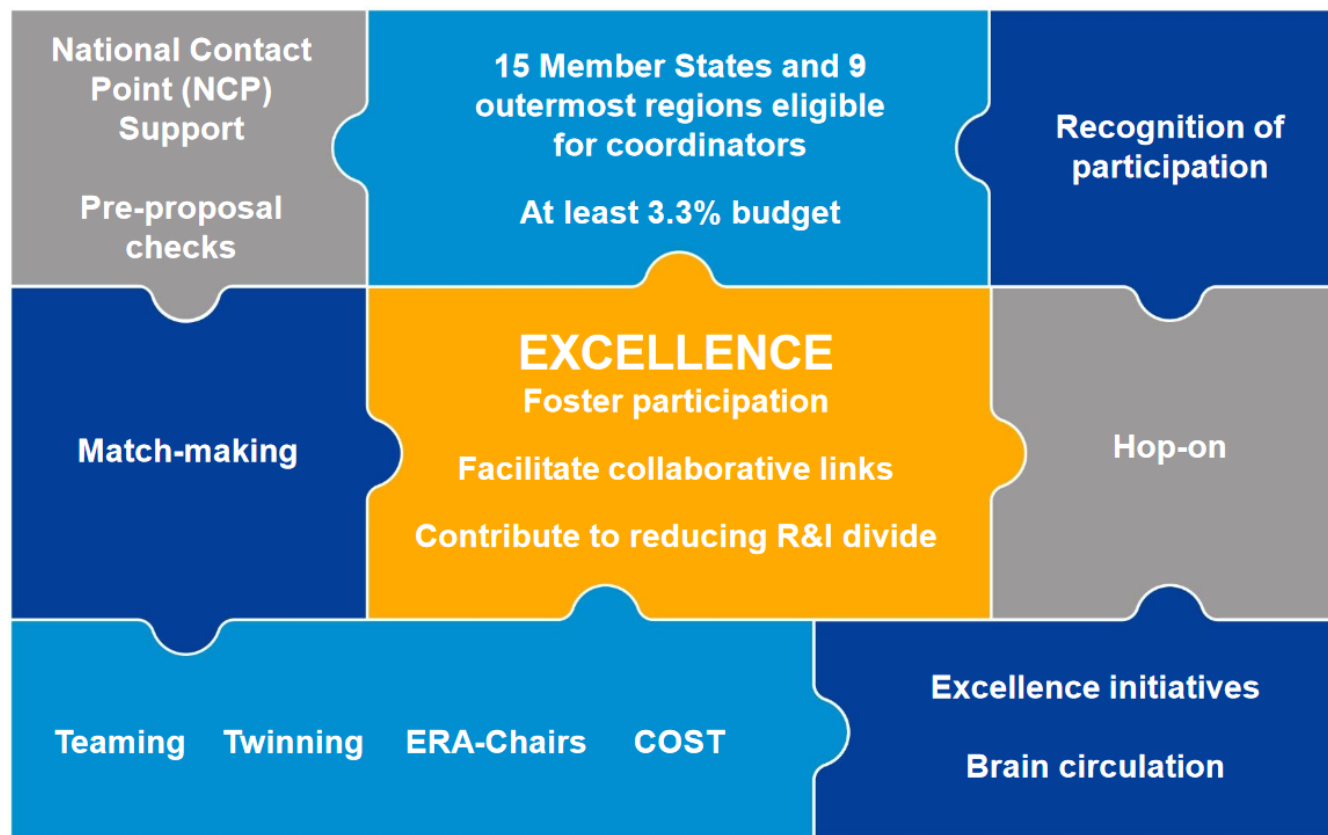 National Contact
Point (NCP)
Support
Pre-proposal
checks
15 Member States and 9
outermost regions eligible
for coordinators
At least 3.3% budget
Recognition of
participation
Match-making
EXCELLENCE
Foster participation
Facilitate collaborative links
Contribute to reducing R&I divide
Hop-on
Teaming Twinning ERA-Chairs COST
Excellence initiatives
Brain circulation